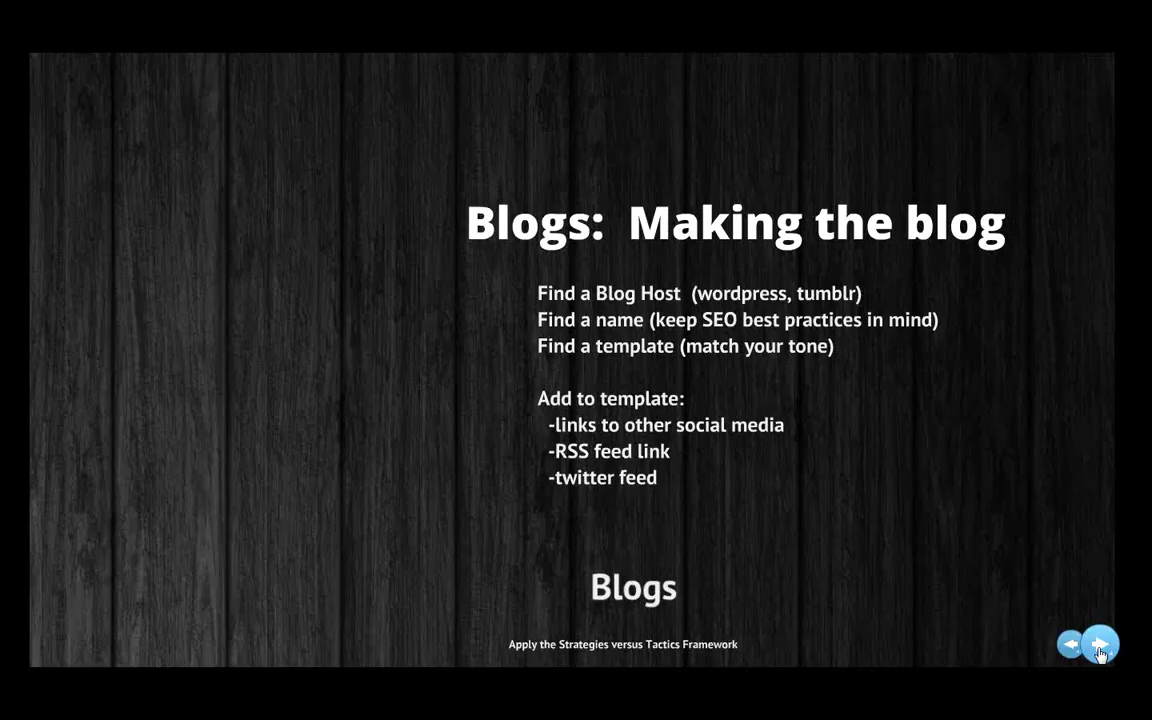 Blogs:  Making the blog
Find a Blog Host  (wordpress, tumblr)
Find a name (keep SEO best practices in mind)
Find a template (match your tone)
Add to template:
-links to other social media
-RSS feed link
-twitter feed
Blogs
Apply the Strategies versus Tactics Framework